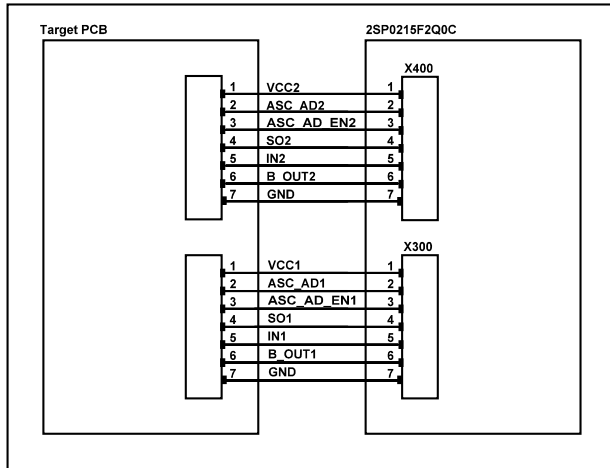 Target PCB 2SP0215F2Q0C
X400
1 VCC2 1
2 ASC_AD2 2
3 ASC_AD_EN2 3
4 SO2 4
5 IN2 5
6 B_OUT2 6
7 GND 7
X300
1 VCC1 1
2 ASC_AD1 2
3 ASC_AD_EN1 3
4 SO1 4
5 IN1 5
6 B_OUT1 6
7 GND 7